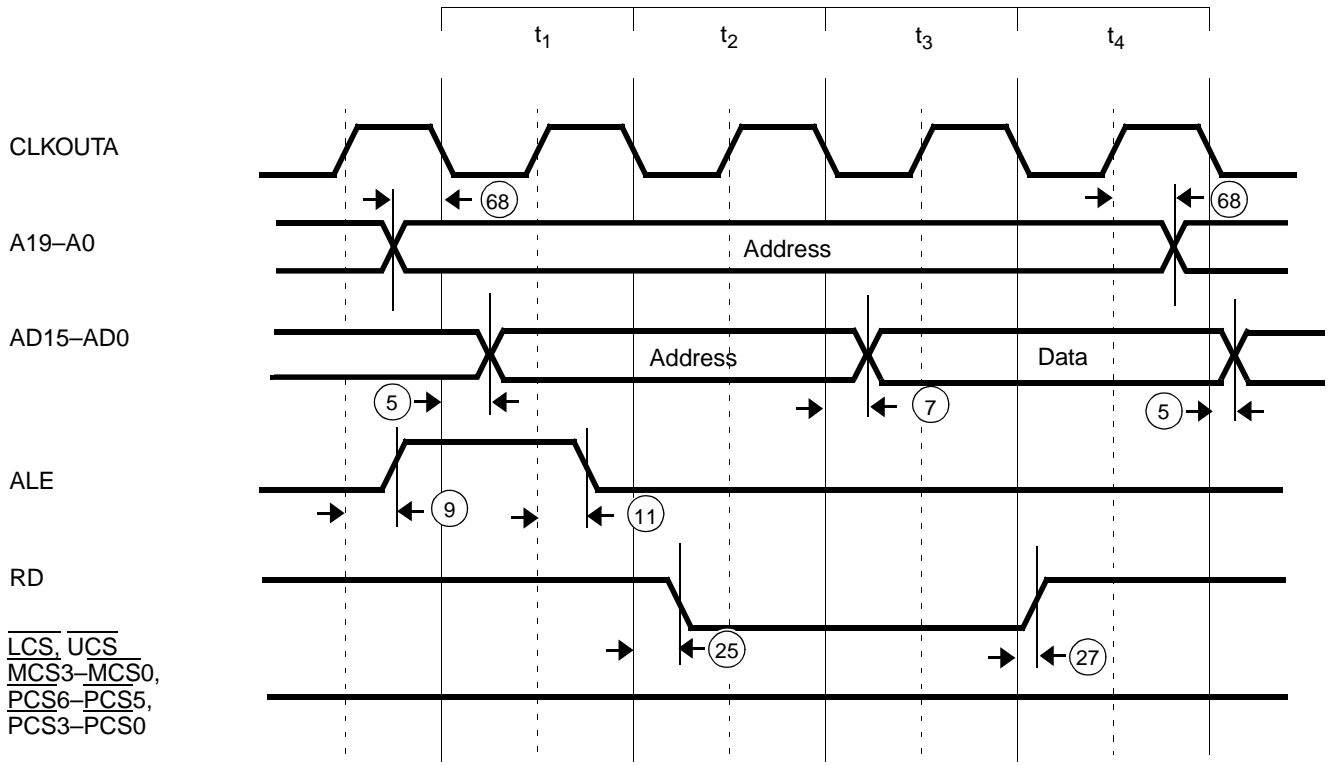 t1 t2 t3 t4
CLKOUTA
68 68
A19–A0
Address
AD15–AD0
Address Data
5 7 5
ALE
9 11
RD
25 27
LCS, UCS
MCS3–MCS0,
PCS6–PCS5,
PCS3–PCS0